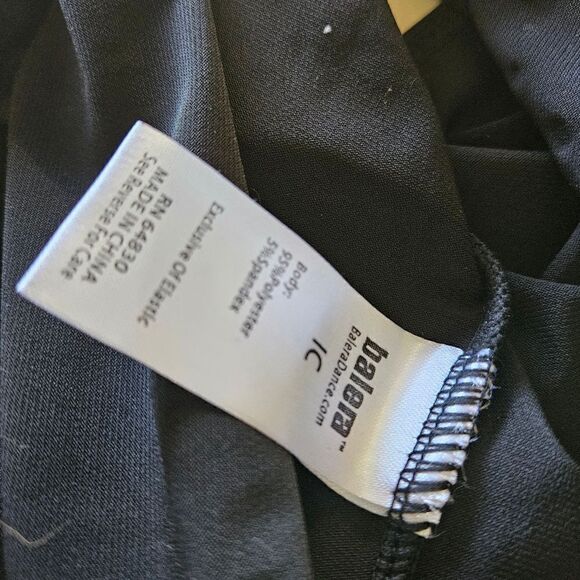 balera™
BaleraDance.com
IC
Body:
95%Polyester
5%Spandex
Exclusive Of Elastic
RN 64830
MADE IN CHINA
See Reverse For Care